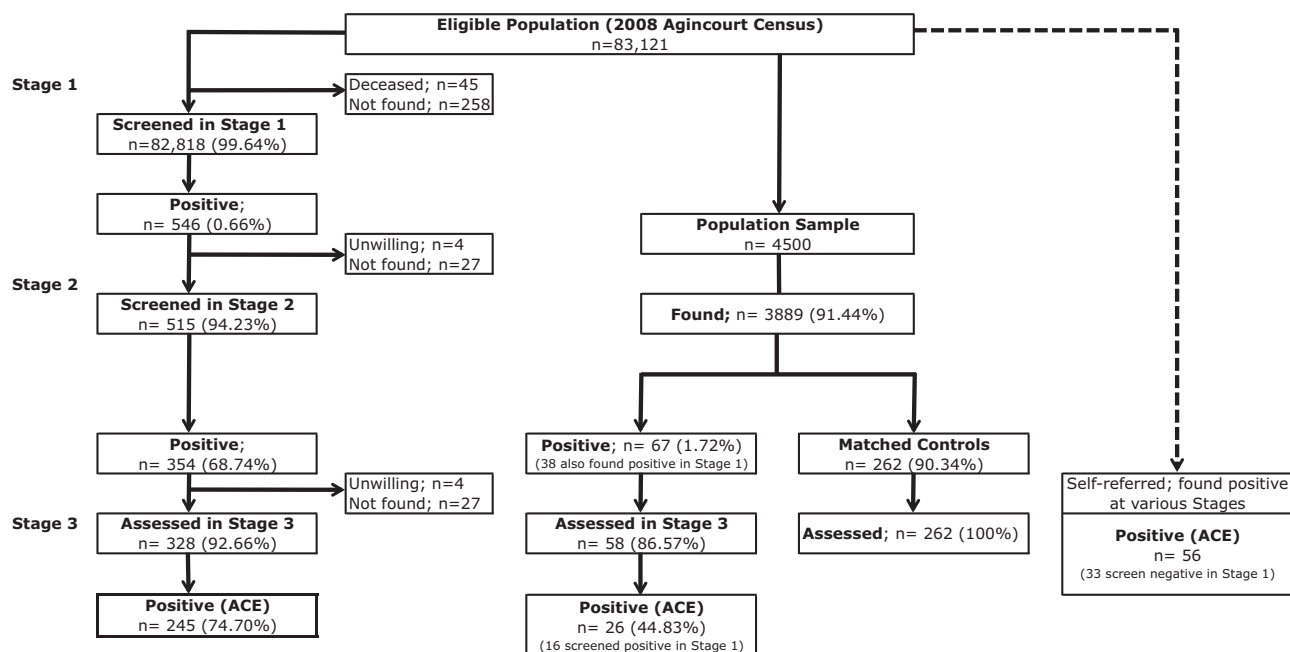 Eligible Population (2008 Agincourt Census)
n=83,121
Stage 1
Deceased; n=45
Not found; n=258
Screened in Stage 1
n=82,818 (99.64%)
Positive;
n= 546 (0.66%)
Unwilling; n=4
Not found; n=27
Stage 2
Screened in Stage 2
n= 515 (94.23%)
Positive;
n= 354 (68.74%)
Unwilling; n=4
Not found; n=27
Stage 3
Assessed in Stage 3
n= 328 (92.66%)
Positive (ACE)
n= 245 (74.70%)
Population Sample
n= 4500
Found; n= 3889 (91.44%)
Positive; n= 67 (1.72%)
(38 also found positive in Stage 1)
Assessed in Stage 3
n= 58 (86.57%)
Positive (ACE)
n= 26 (44.83%)
(16 screened positive in Stage 1)
Matched Controls
n= 262 (90.34%)
Assessed; n= 262 (100%)
Self-referred; found positive
at various Stages
Positive (ACE)
n= 56
(33 screen negative in Stage 1)